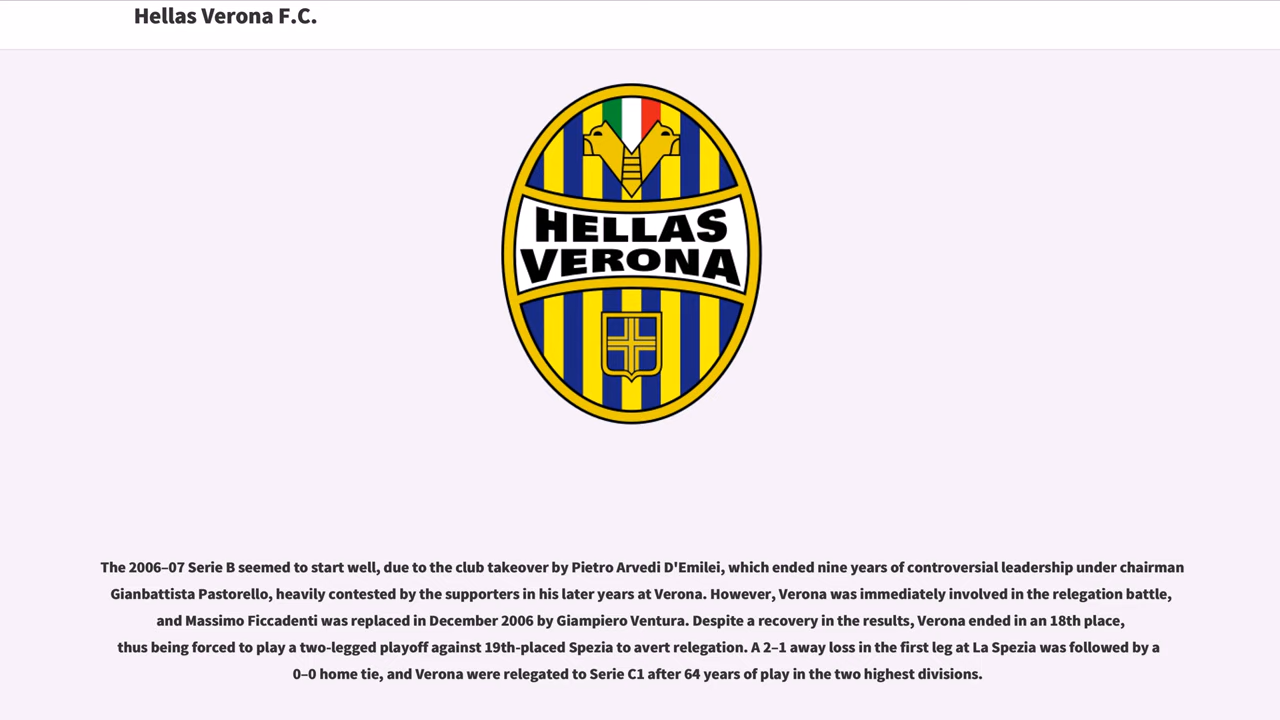 Hellas Verona F.C.
HELLAS
VERONA
The 2006–07 Serie B seemed to start well, due to the club takeover by Pietro Arvedi D'Emilei, which ended nine years of controversial leadership under chairman
Gianbattista Pastorello, heavily contested by the supporters in his later years at Verona. However, Verona was immediately involved in the relegation battle,
and Massimo Ficcadenti was replaced in December 2006 by Giampiero Ventura. Despite a recovery in the results, Verona ended in an 18th place,
thus being forced to play a two-legged playoff against 19th-placed Spezia to avert relegation. A 2–1 away loss in the first leg at La Spezia was followed by a
0–0 home tie, and Verona were relegated to Serie C1 after 64 years of play in the two highest divisions.